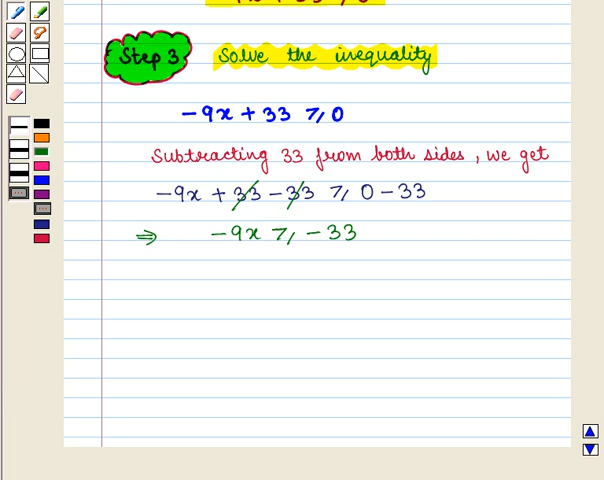 Step 3 Solve the inequality
-9x + 33 ⩾ 0
Subtracting 33 from both sides, we get
-9x + 33 - 33 ⩾ 0 - 33
⇒ -9x ⩾ -33